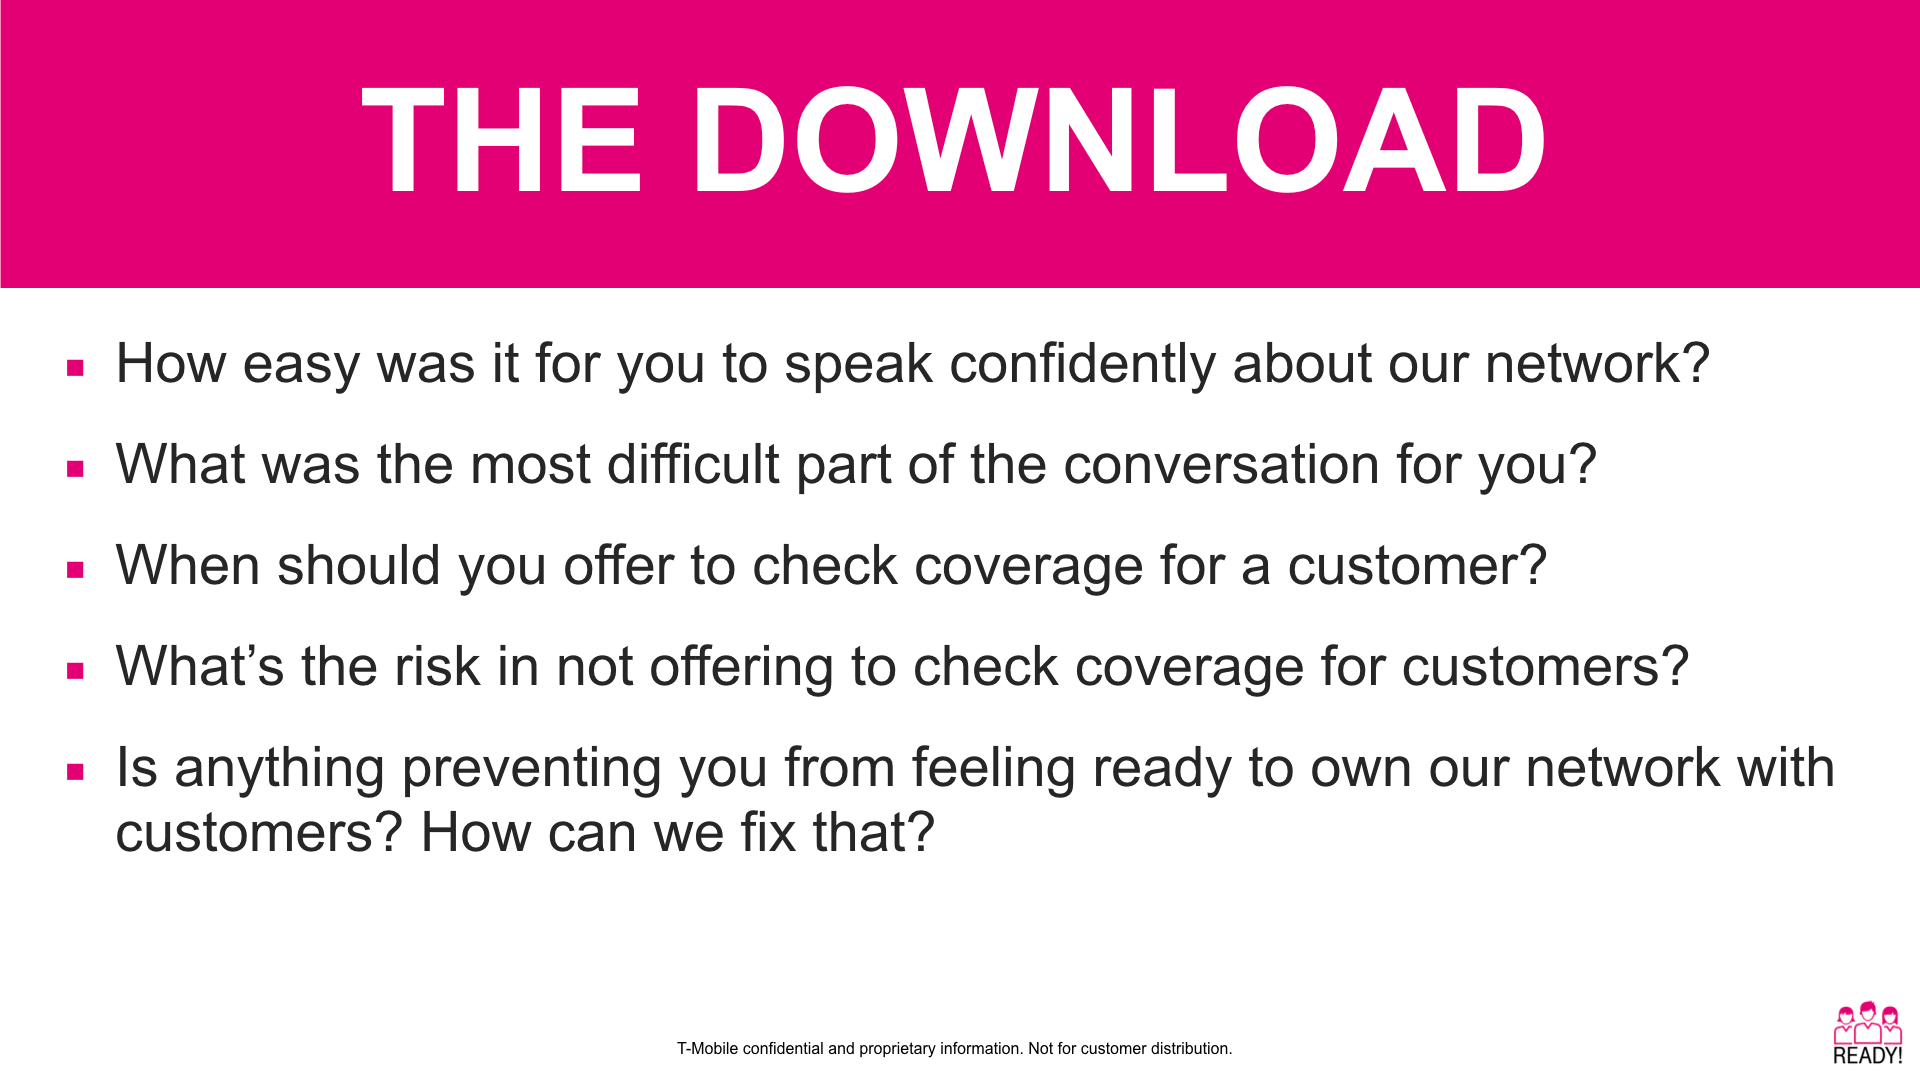 THE DOWNLOAD
▪ How easy was it for you to speak confidently about our network?
▪ What was the most difficult part of the conversation for you?
▪ When should you offer to check coverage for a customer?
▪ What’s the risk in not offering to check coverage for customers?
▪ Is anything preventing you from feeling ready to own our network with
customers? How can we fix that?
T-Mobile confidential and proprietary information. Not for customer distribution.
READY!